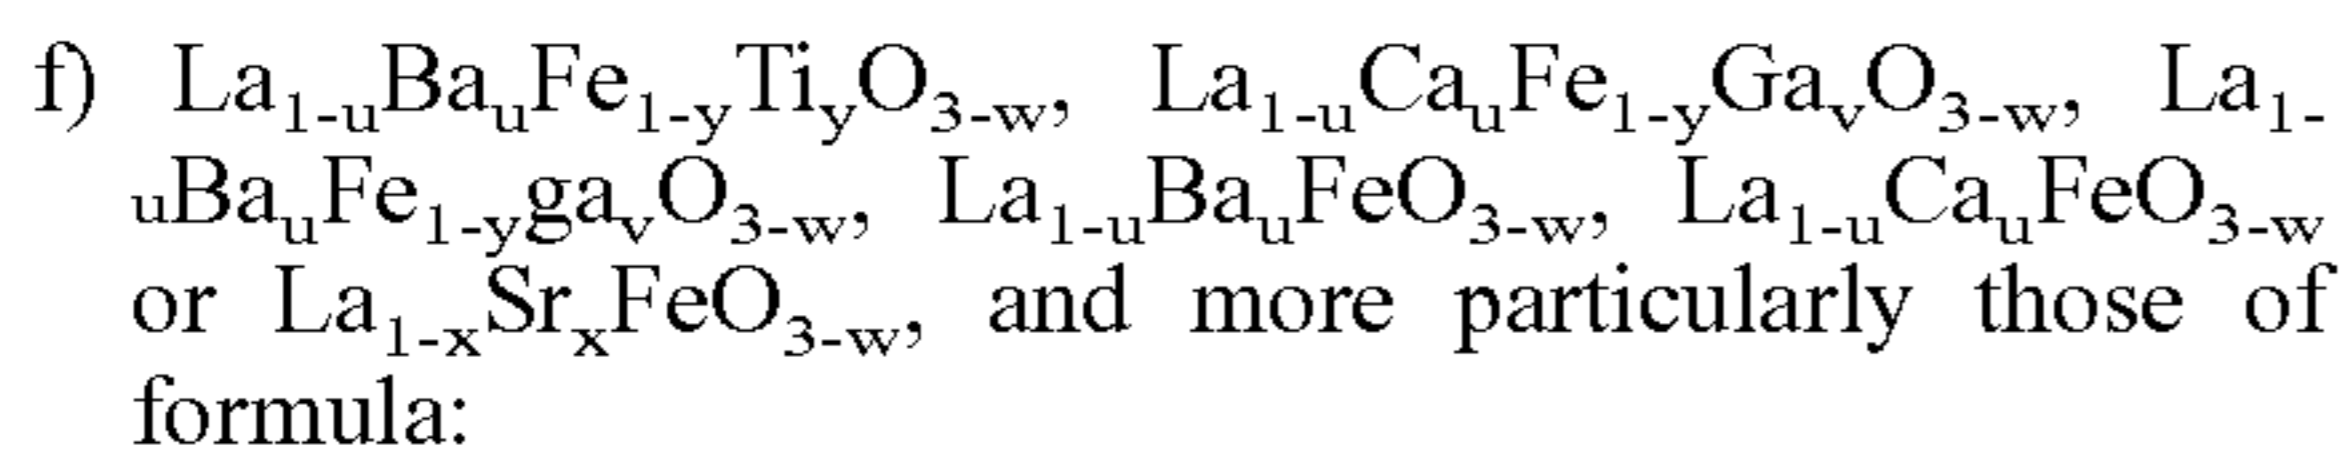 f) La₁₋ᵤBaᵤFe₁₋yTiyO₃₋w, La₁₋ᵤCaᵤFe₁₋yGaᵥO₃₋w, La₁₋
ᵤBaᵤFe₁₋ygaᵥO₃₋w, La₁₋ᵤBaᵤFeO₃₋w, La₁₋ᵤCaᵤFeO₃₋w
or La₁₋ₓSrₓFeO₃₋w, and more particularly those of
formula: